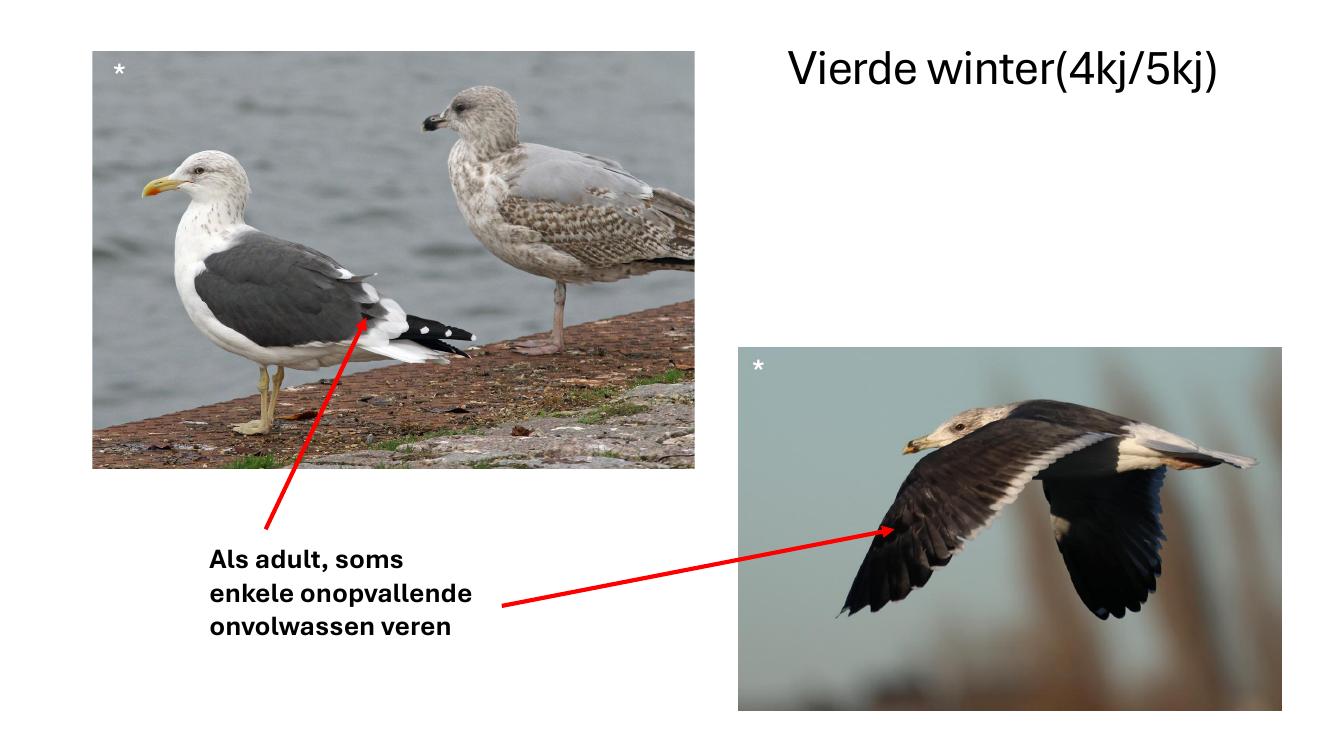 *
Vierde winter(4kj/5kj)
*
Als adult, soms
enkele onopvallende
onvolwassen veren